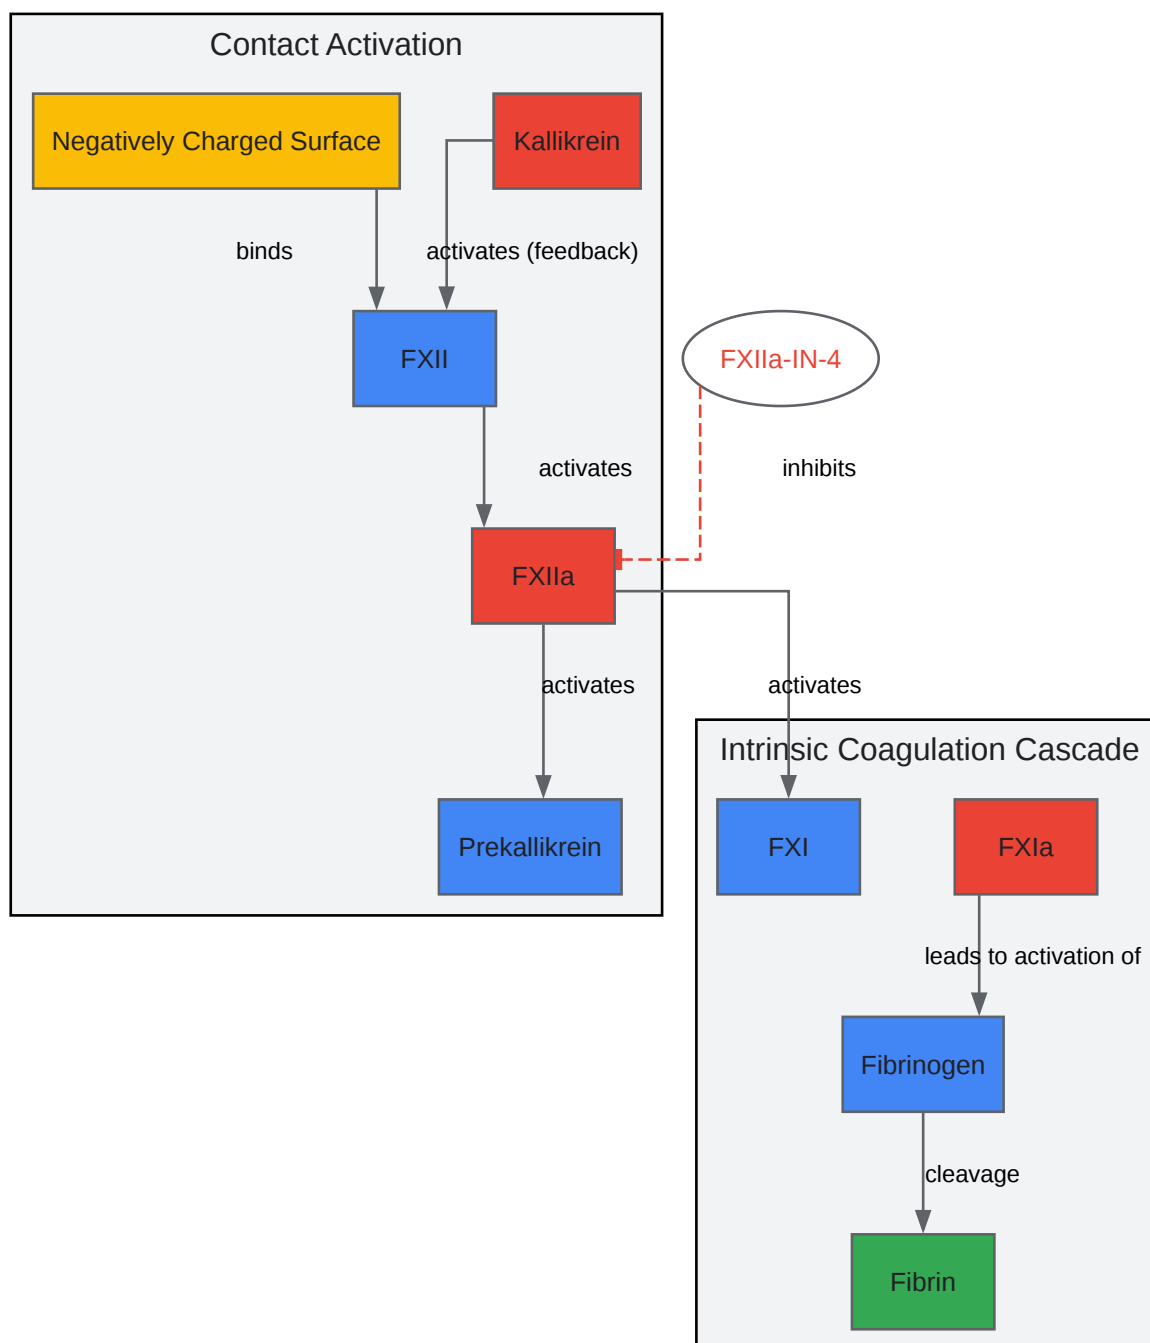 Contact Activation
Negatively Charged Surface
Kallikrein
binds
activates (feedback)
FXII
FXIIa-IN-4
activates
inhibits
FXIIa
activates
activates
Intrinsic Coagulation Cascade
Prekallikrein
FXI
FXIa
leads to activation of
Fibrinogen
cleavage
Fibrin